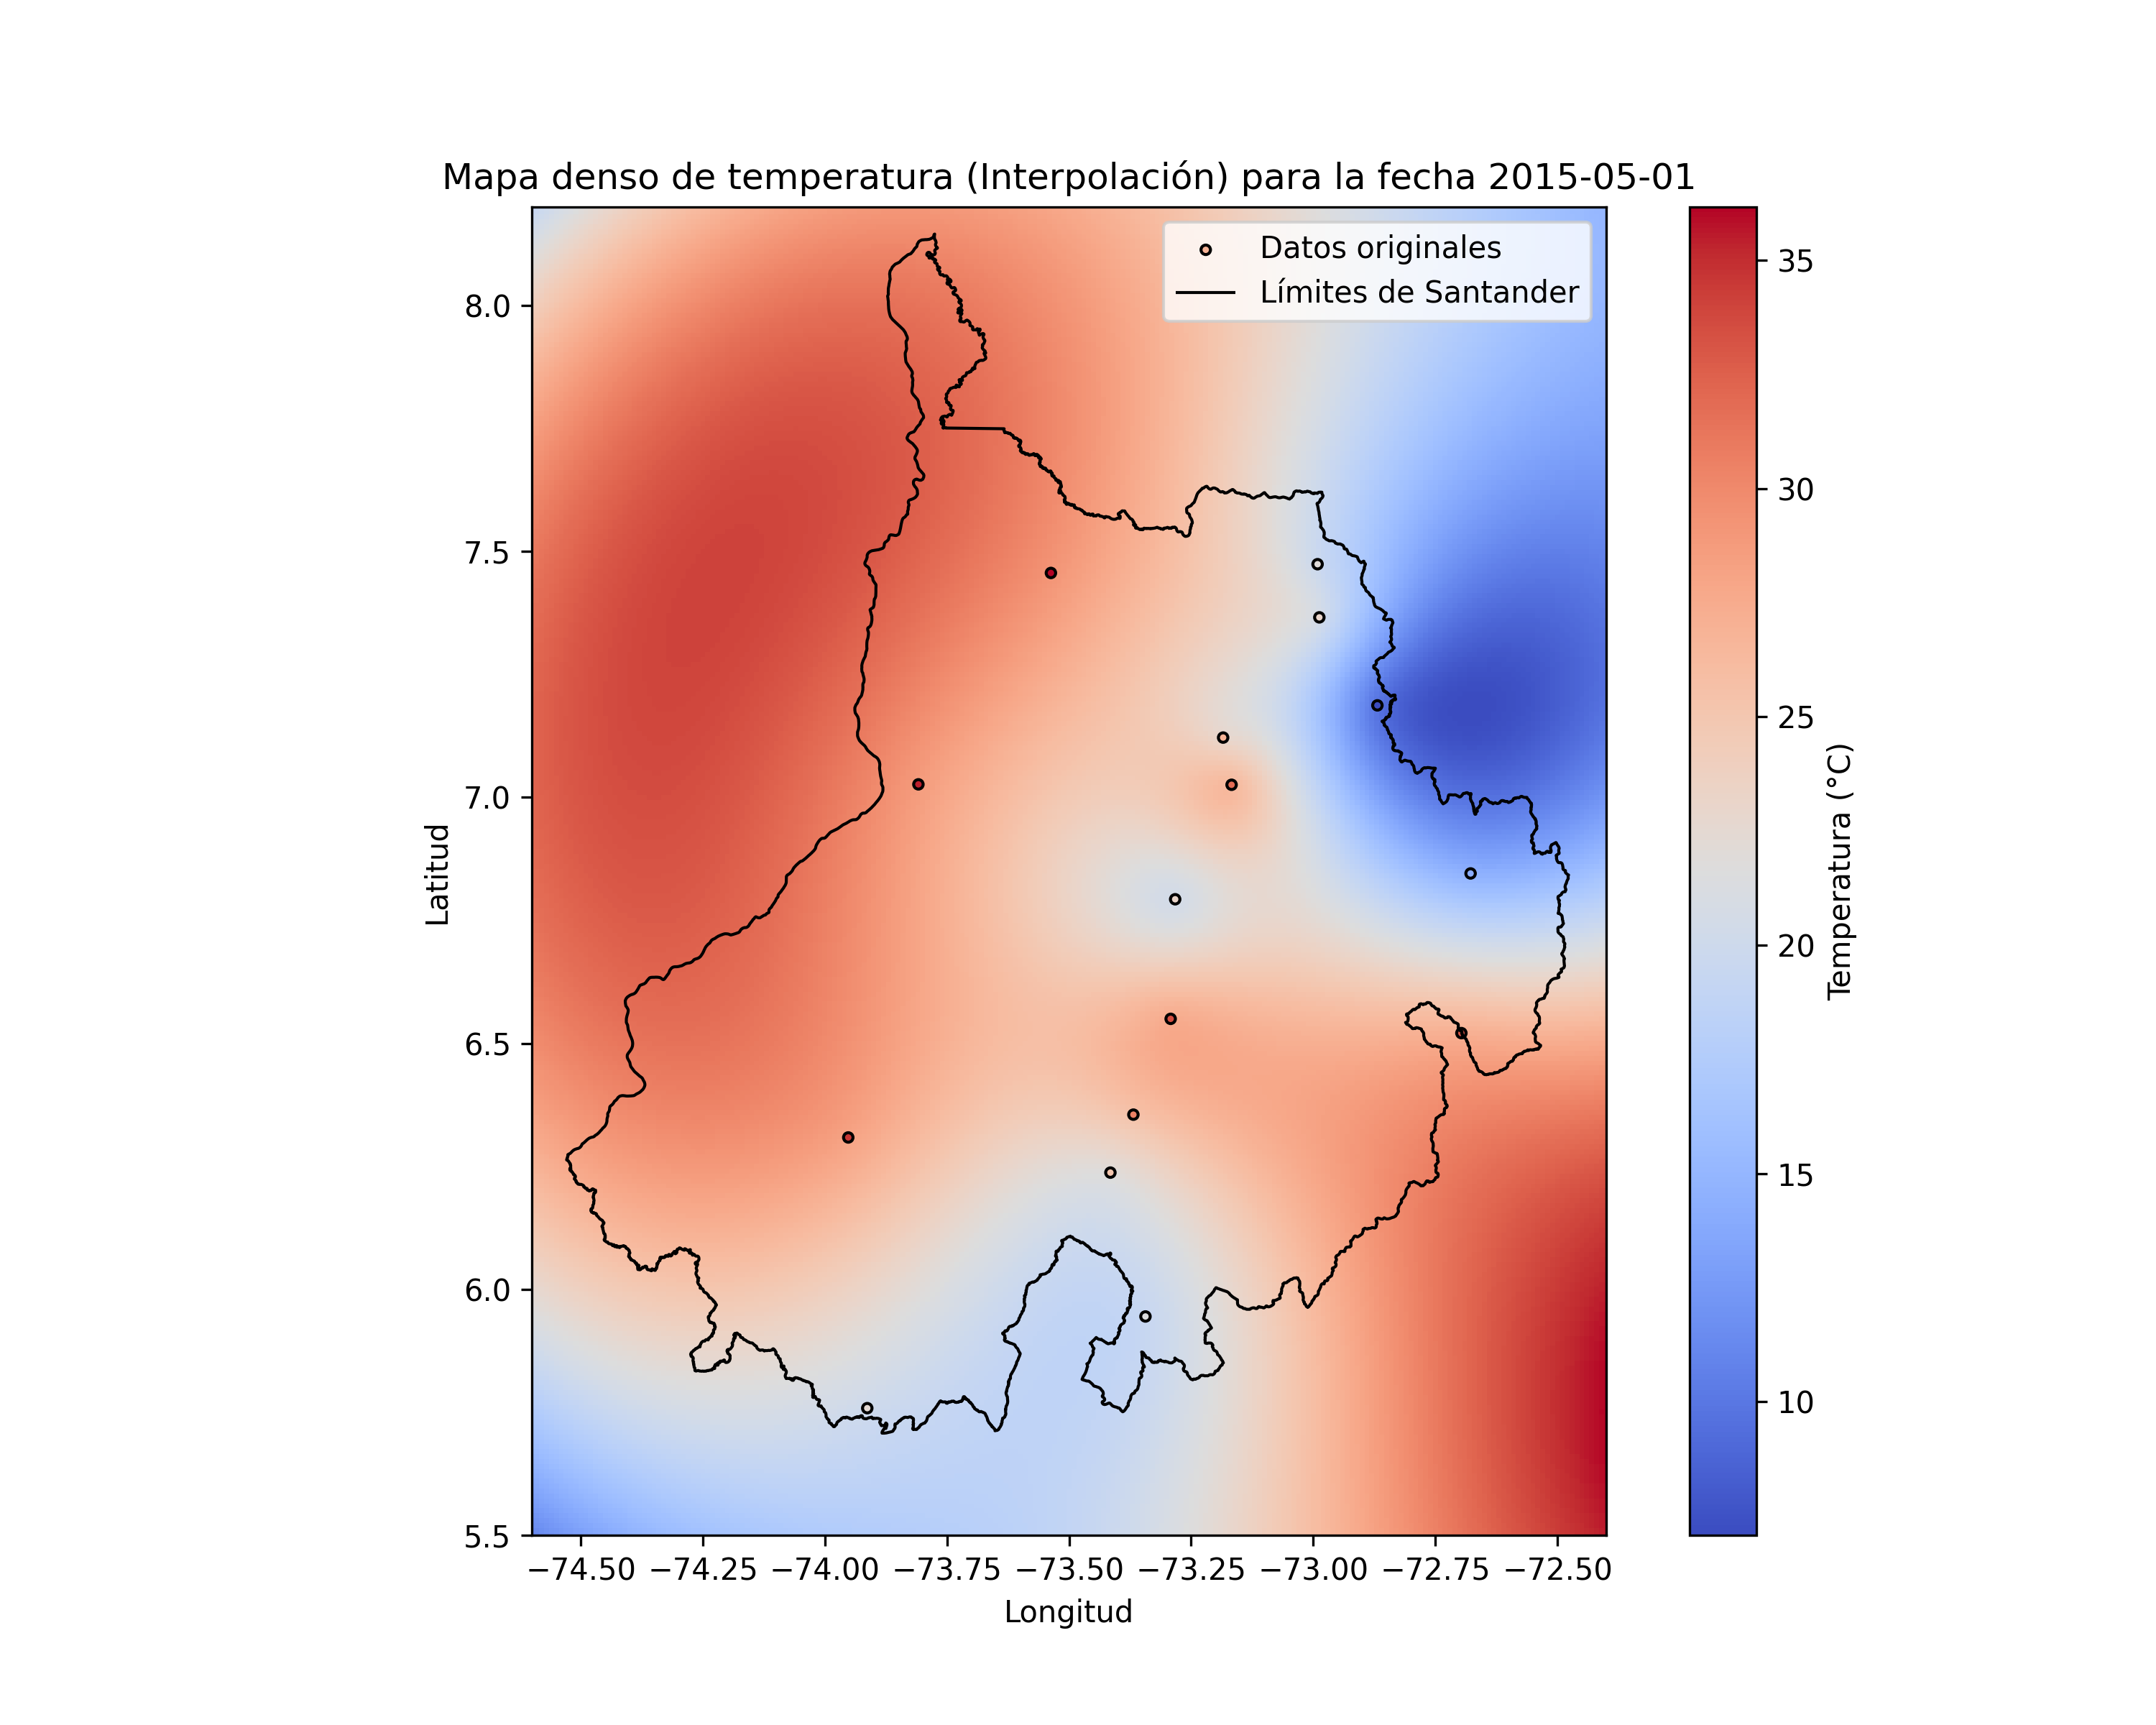 Mapa denso de temperatura (Interpolación) para la fecha 2015-05-01
Datos originales
Límites de Santander
8.0
7.5
7.0
6.5
6.0
5.5
Latitud
−74.50 −74.25 −74.00 −73.75 −73.50 −73.25 −73.00 −72.75 −72.50
Longitud
35
30
25
20
15
10
Temperatura (°C)